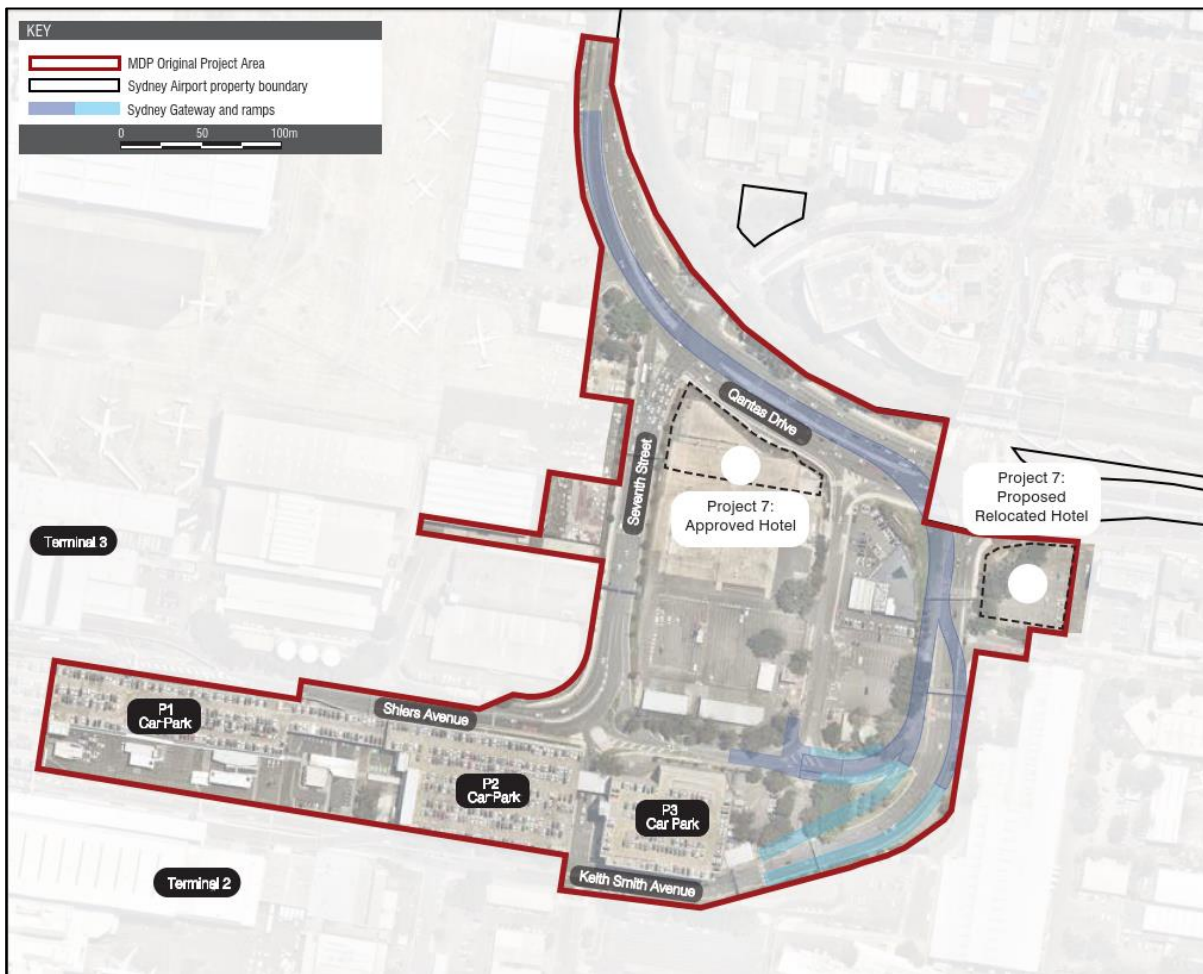 KEY
MDP Original Project Area
Sydney Airport property boundary
Sydney Gateway and ramps
0 50 100m
Qantas Drive
Seventh Street
Project 7:
Approved Hotel
Project 7:
Proposed
Relocated Hotel
Terminal 3
P1
Car Park
Shiers Avenue
P2
Car Park
P3
Car Park
Keith Smith Avenue
Terminal 2